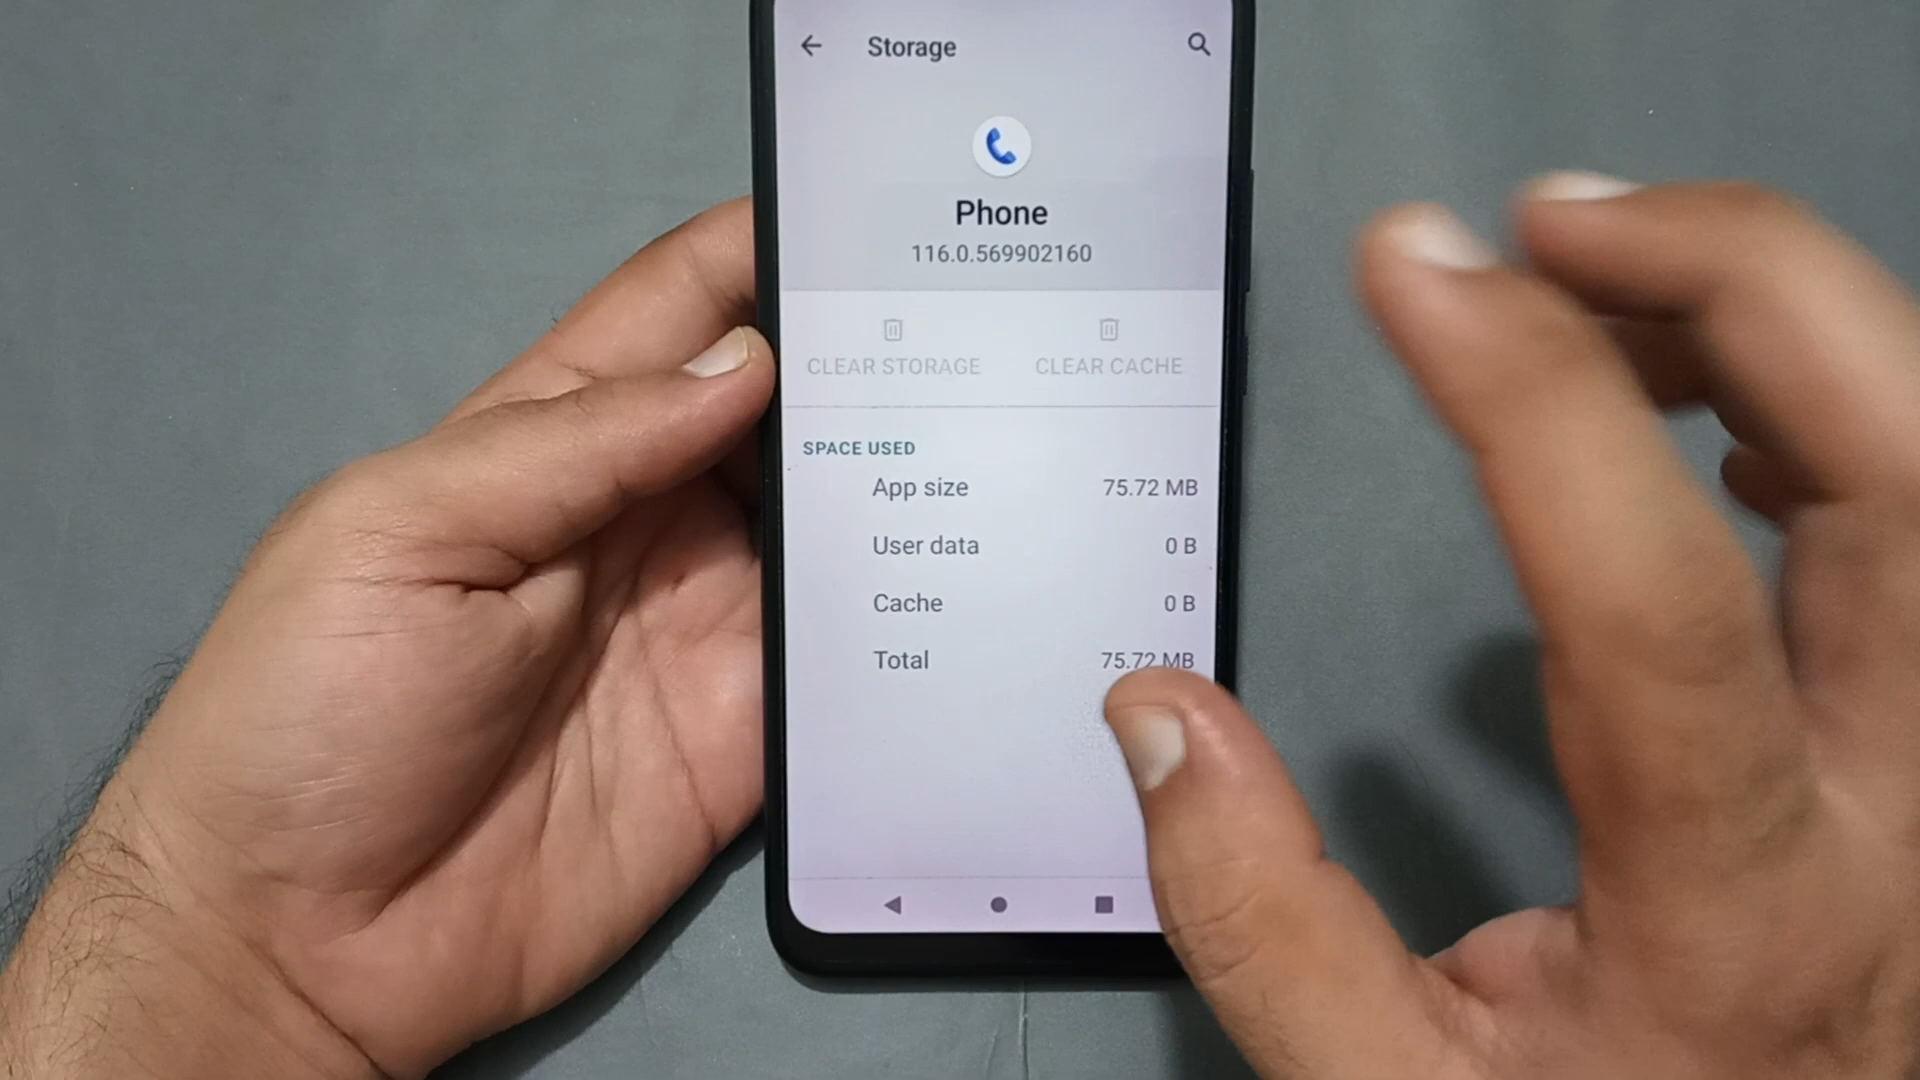 Storage
Phone
116.0.569902160
CLEAR STORAGE CLEAR CACHE
SPACE USED
App size 75.72 MB
User data 0 B
Cache 0 B
Total 75.72 MB